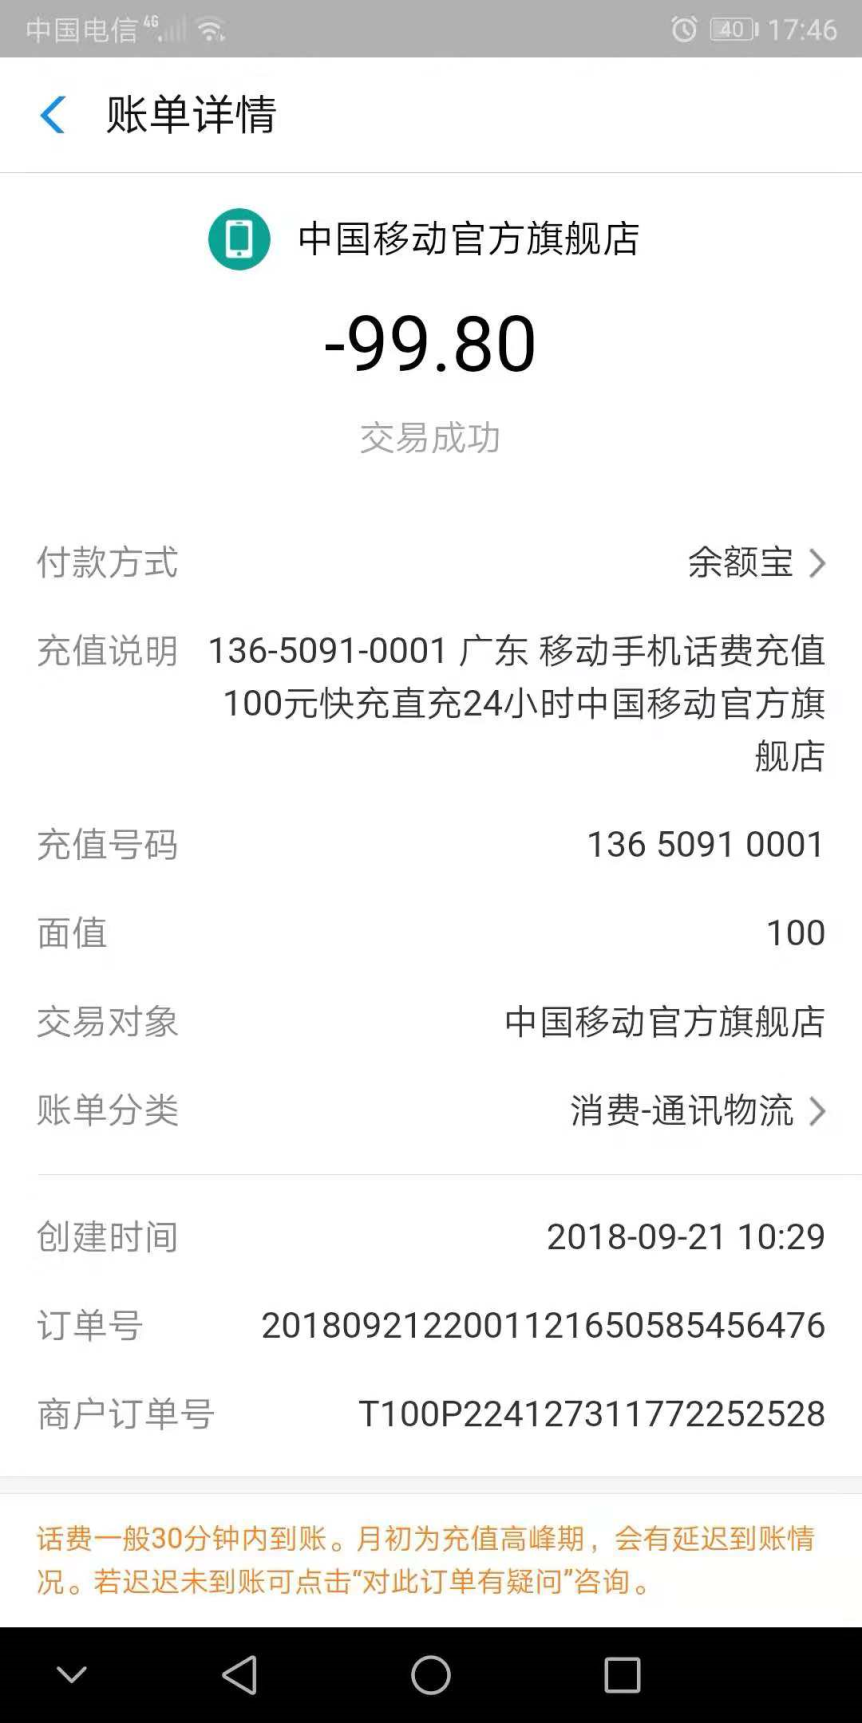 中国电信 4G 40 17:46
账单详情
中国移动官方旗舰店
-99.80
交易成功
付款方式 余额宝
充值说明 136-5091-0001 广东 移动手机话费充值
100元快充直充24小时中国移动官方旗
舰店
充值号码 136 5091 0001
面值 100
交易对象 中国移动官方旗舰店
账单分类 消费-通讯物流
创建时间 2018-09-21 10:29
订单号 2018092122001121650585456476
商户订单号 T100P224127311772252528
话费一般30分钟内到账。月初为充值高峰期，会有延迟到账情
况。若迟迟未到账可点击“对此订单有疑问”咨询。